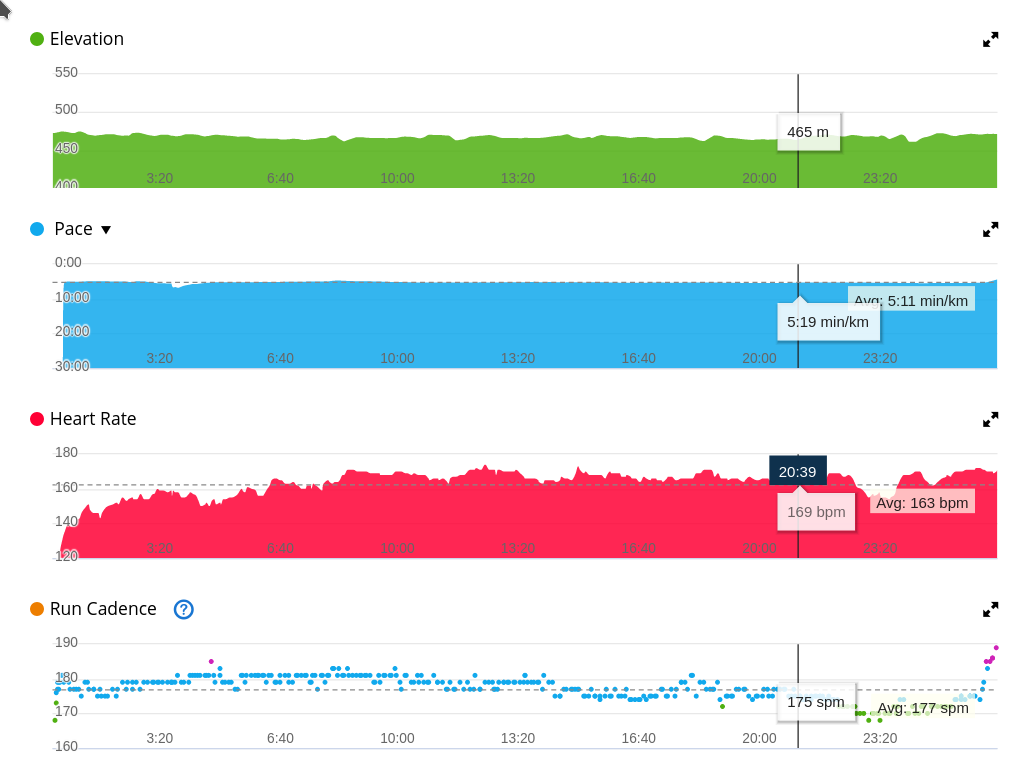 Elevation
550
500
450
400
465 m
3:20 6:40 10:00 13:20 16:40 20:00 23:20
Pace ▼
0:00
10:00
20:00
30:00
Avg: 5:11 min/km
5:19 min/km
3:20 6:40 10:00 13:20 16:40 20:00 23:20
Heart Rate
180
160
140
120
20:39
169 bpm
Avg: 163 bpm
3:20 6:40 10:00 13:20 16:40 20:00 23:20
Run Cadence ?
190
180
170
160
175 spm
Avg: 177 spm
3:20 6:40 10:00 13:20 16:40 20:00 23:20